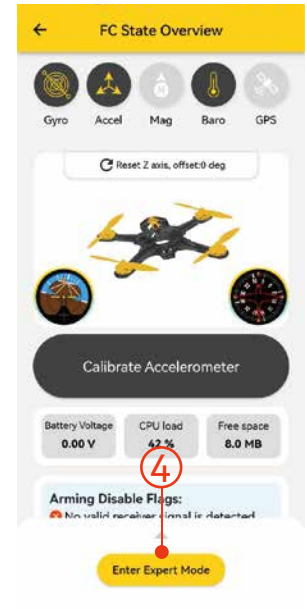 FC State Overview
Gyro Accel Mag Baro GPS
Reset Z axis, offset:0 deg
Calibrate Accelerometer
Battery Voltage CPU load Free space
0.00 V 42 % 8.0 MB
4
Arming Disable Flags:
No valid receiver signal is detected
Enter Expert Mode